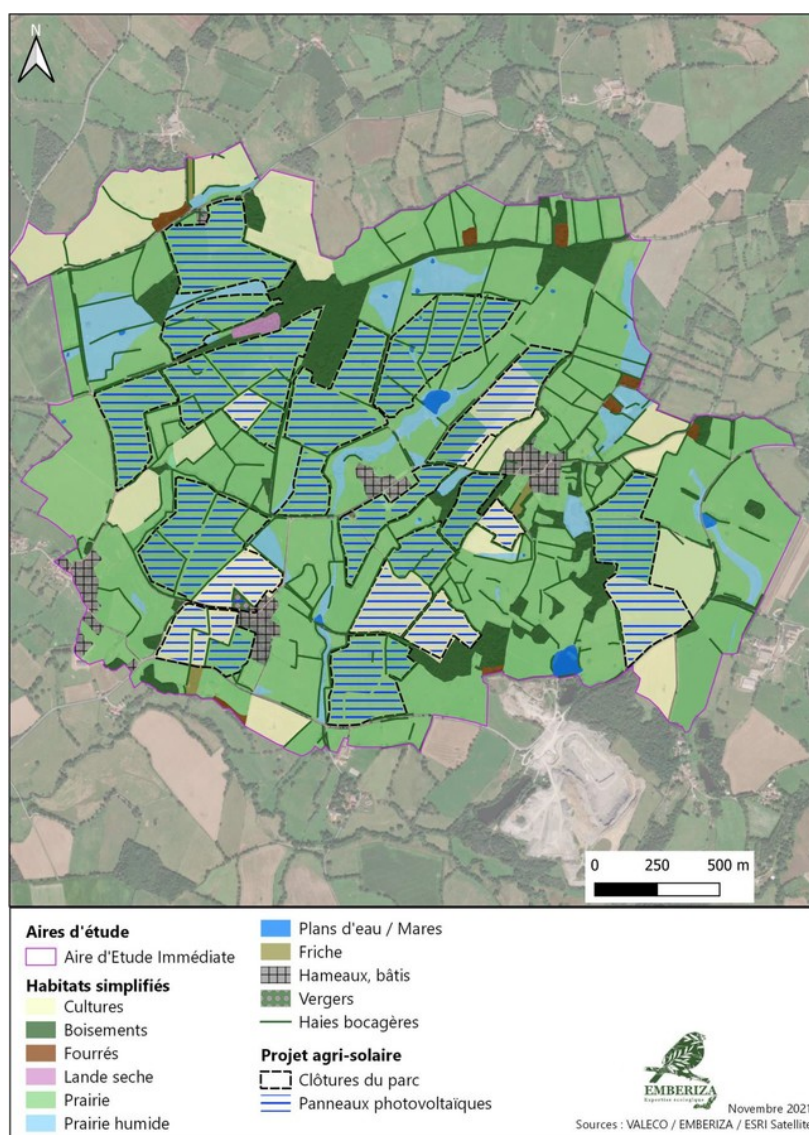 N
0 250 500 m
Aires d'étude
Aire d'Etude Immédiate
Habitats simplifiés
Cultures
Boisements
Fourrés
Lande seche
Prairie
Prairie humide
Plans d'eau / Mares
Friche
Hameaux, bâtis
Vergers
Haies bocagères
Projet agri-solaire
Clôtures du parc
Panneaux photovoltaïques
EMBERIZA
Expertise écologique
Novembre 2021
Sources : VALECO / EMBERIZA / ESRI Satellite